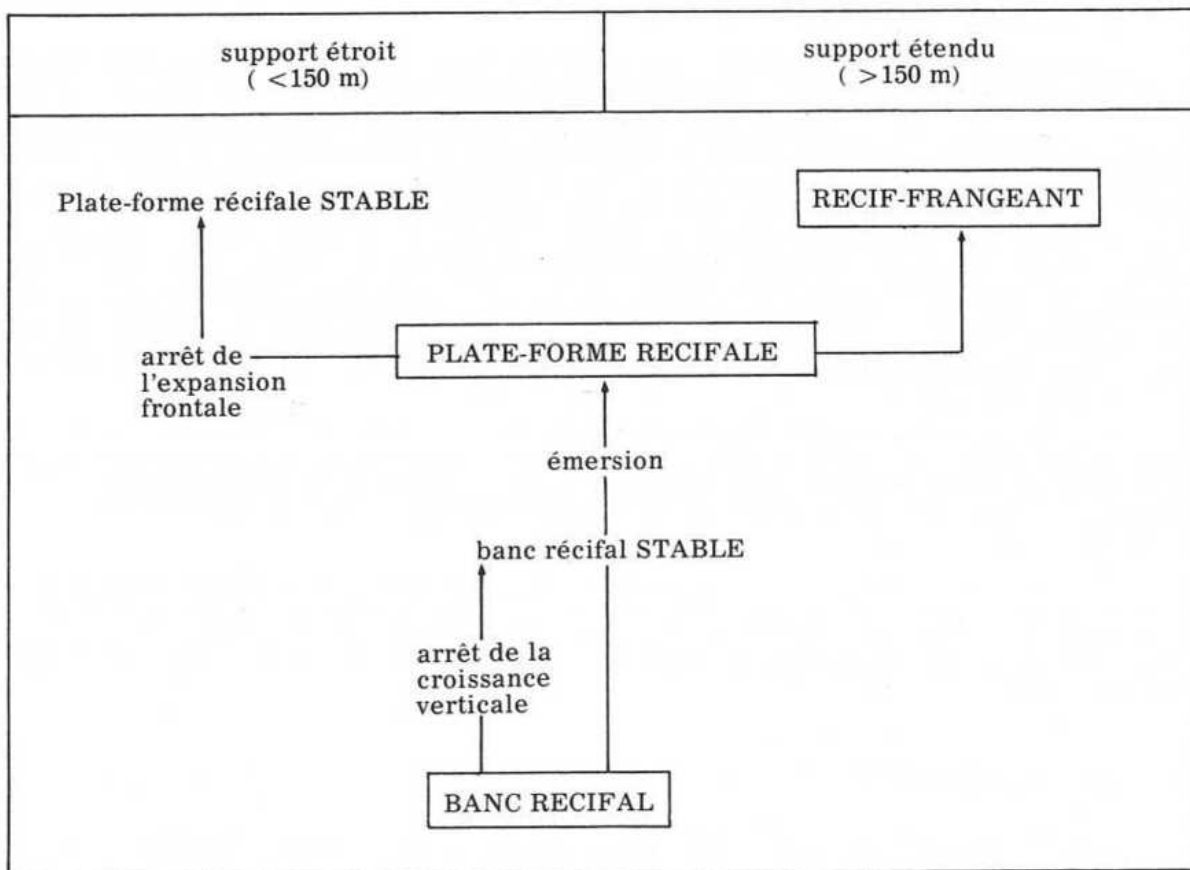 support étroit
( <150 m)
support étendu
( >150 m)
Plate-forme récifale STABLE
RECIF-FRANGEANT
arrêt de
l'expansion
frontale
PLATE-FORME RECIFALE
émersion
banc récifal STABLE
arrêt de la
croissance
verticale
BANC RECIFAL